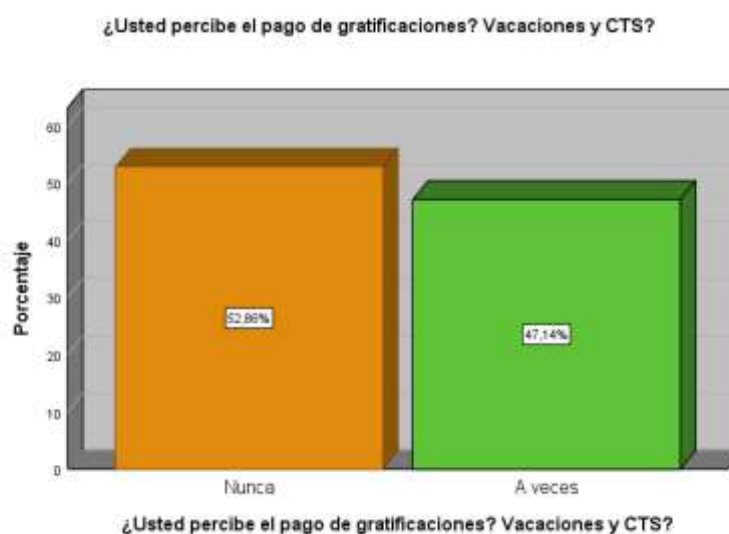 ¿Usted percibe el pago de gratificaciones? Vacaciones y CTS?
Porcentaje
60
50
40
30
20
10
0
52,86%
47,14%
Nunca
A veces
¿Usted percibe el pago de gratificaciones? Vacaciones y CTS?